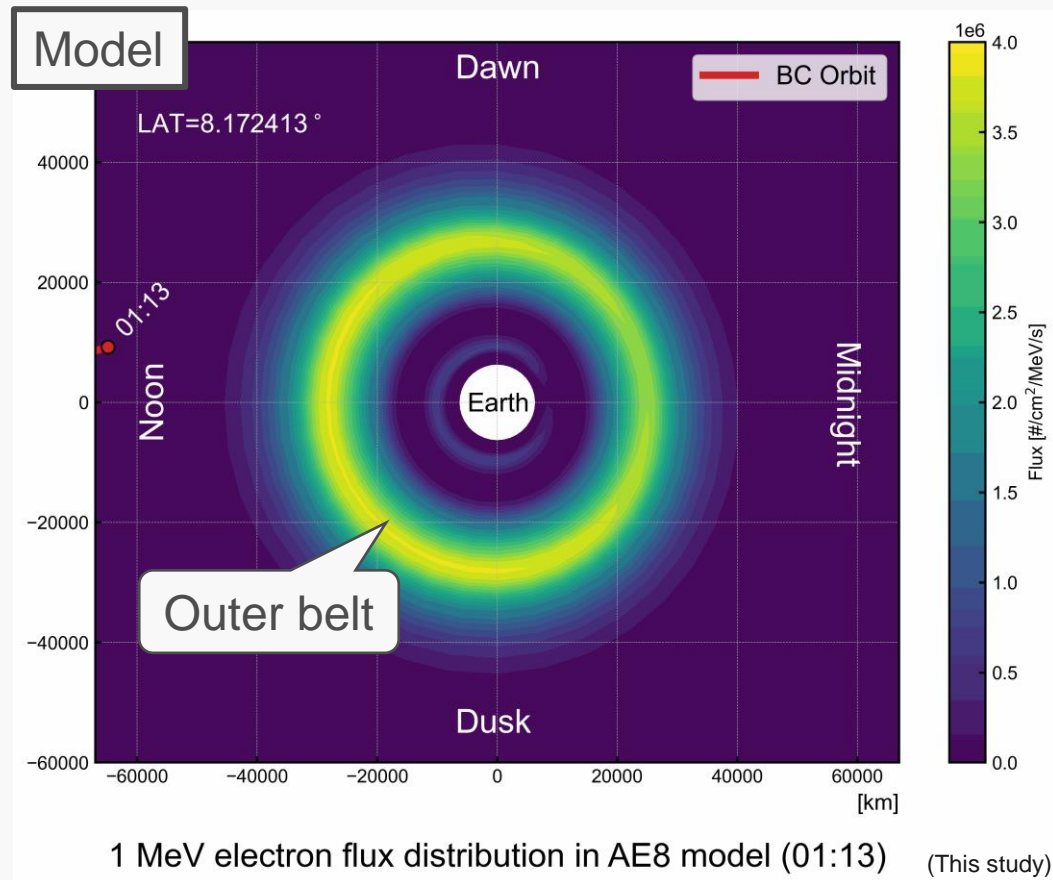 Model
Dawn
BC Orbit
LAT=8.172413 °
01:13
Noon
Midnight
Earth
Outer belt
Dusk
40000
20000
0
−20000
−40000
−60000
−60000
−40000
−20000
0
20000
40000
60000
[km]
1e6
4.0
3.5
3.0
2.5
2.0
1.5
1.0
0.5
0.0
Flux [#/cm²/MeV/s]
1 MeV electron flux distribution in AE8 model (01:13)
(This study)